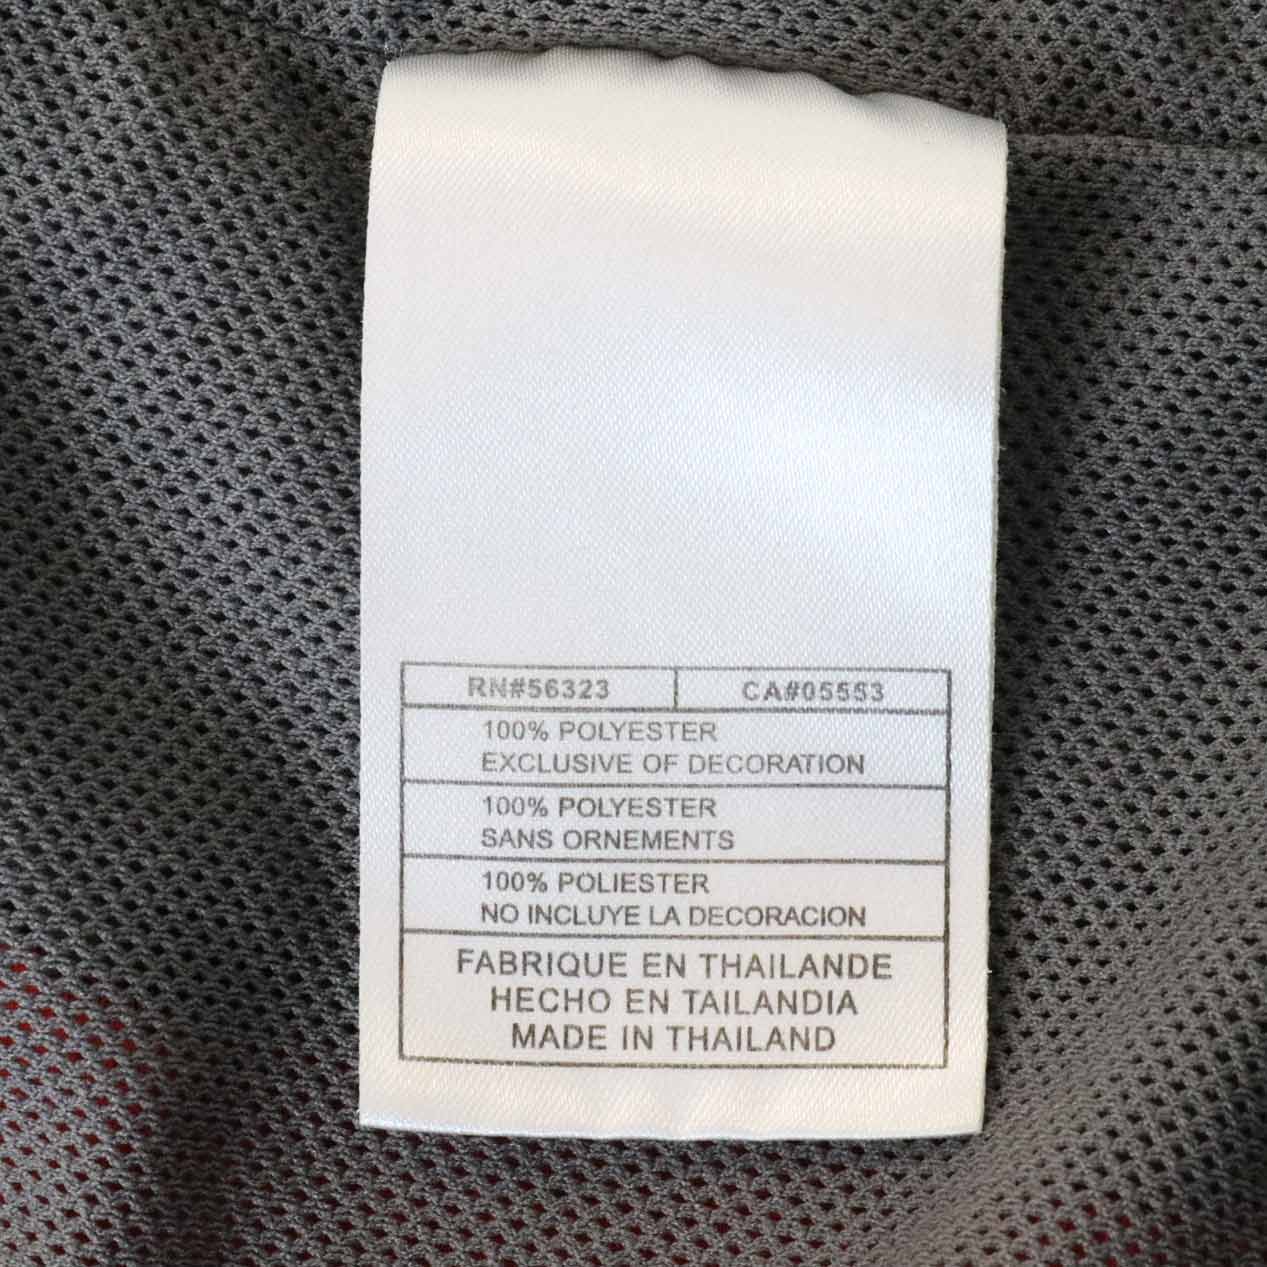 RN#56323 CA#05553
100% POLYESTER
EXCLUSIVE OF DECORATION
100% POLYESTER
SANS ORNEMENTS
100% POLIESTER
NO INCLUYE LA DECORACION
FABRIQUE EN THAILANDE
HECHO EN TAILANDIA
MADE IN THAILAND